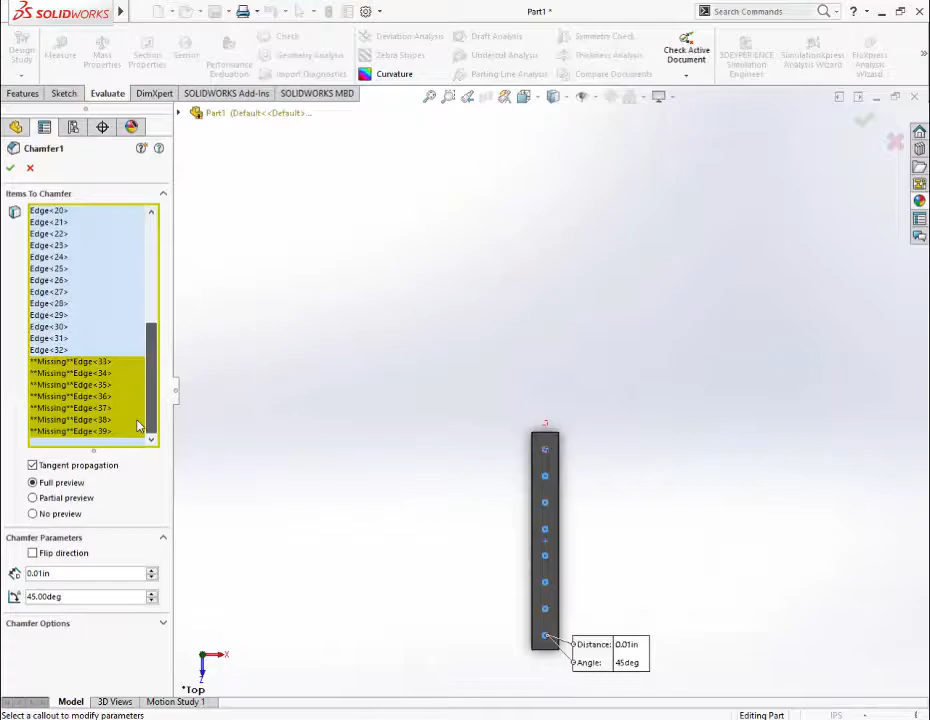 SOLIDWORKS
Part1 *
Search Commands
?
Design Study
Measure
Mass Properties
Section Properties
Sensor
Performance Evaluation
Check
Geometry Analysis
Import Diagnostics
Deviation Analysis
Zebra Stripes
Curvature
Draft Analysis
Undercut Analysis
Parting Line Analysis
Symmetry Check
Thickness Analysis
Compare Documents
Check Active Document
3DEXPERIENCE Simulation Engineer
SimulationXpress Analysis Wizard
FloXpress Analysis Wizard
Features
Sketch
Evaluate
DimXpert
SOLIDWORKS Add-Ins
SOLIDWORKS MBD
Part1 (Default<<Default>...
Chamfer1
Items To Chamfer
Edge<20>
Edge<21>
Edge<22>
Edge<23>
Edge<24>
Edge<25>
Edge<26>
Edge<27>
Edge<28>
Edge<29>
Edge<30>
Edge<31>
Edge<32>
**Missing**Edge<33>
**Missing**Edge<34>
**Missing**Edge<35>
**Missing**Edge<36>
**Missing**Edge<37>
**Missing**Edge<38>
**Missing**Edge<39>
Tangent propagation
Full preview
Partial preview
No preview
Chamfer Parameters
Flip direction
0.01in
45.00deg
Chamfer Options
.5
Distance: 0.01in
Angle: 45deg
X
Z
*Top
Model
3D Views
Motion Study 1
Select a callout to modify parameters
Editing Part
IPS